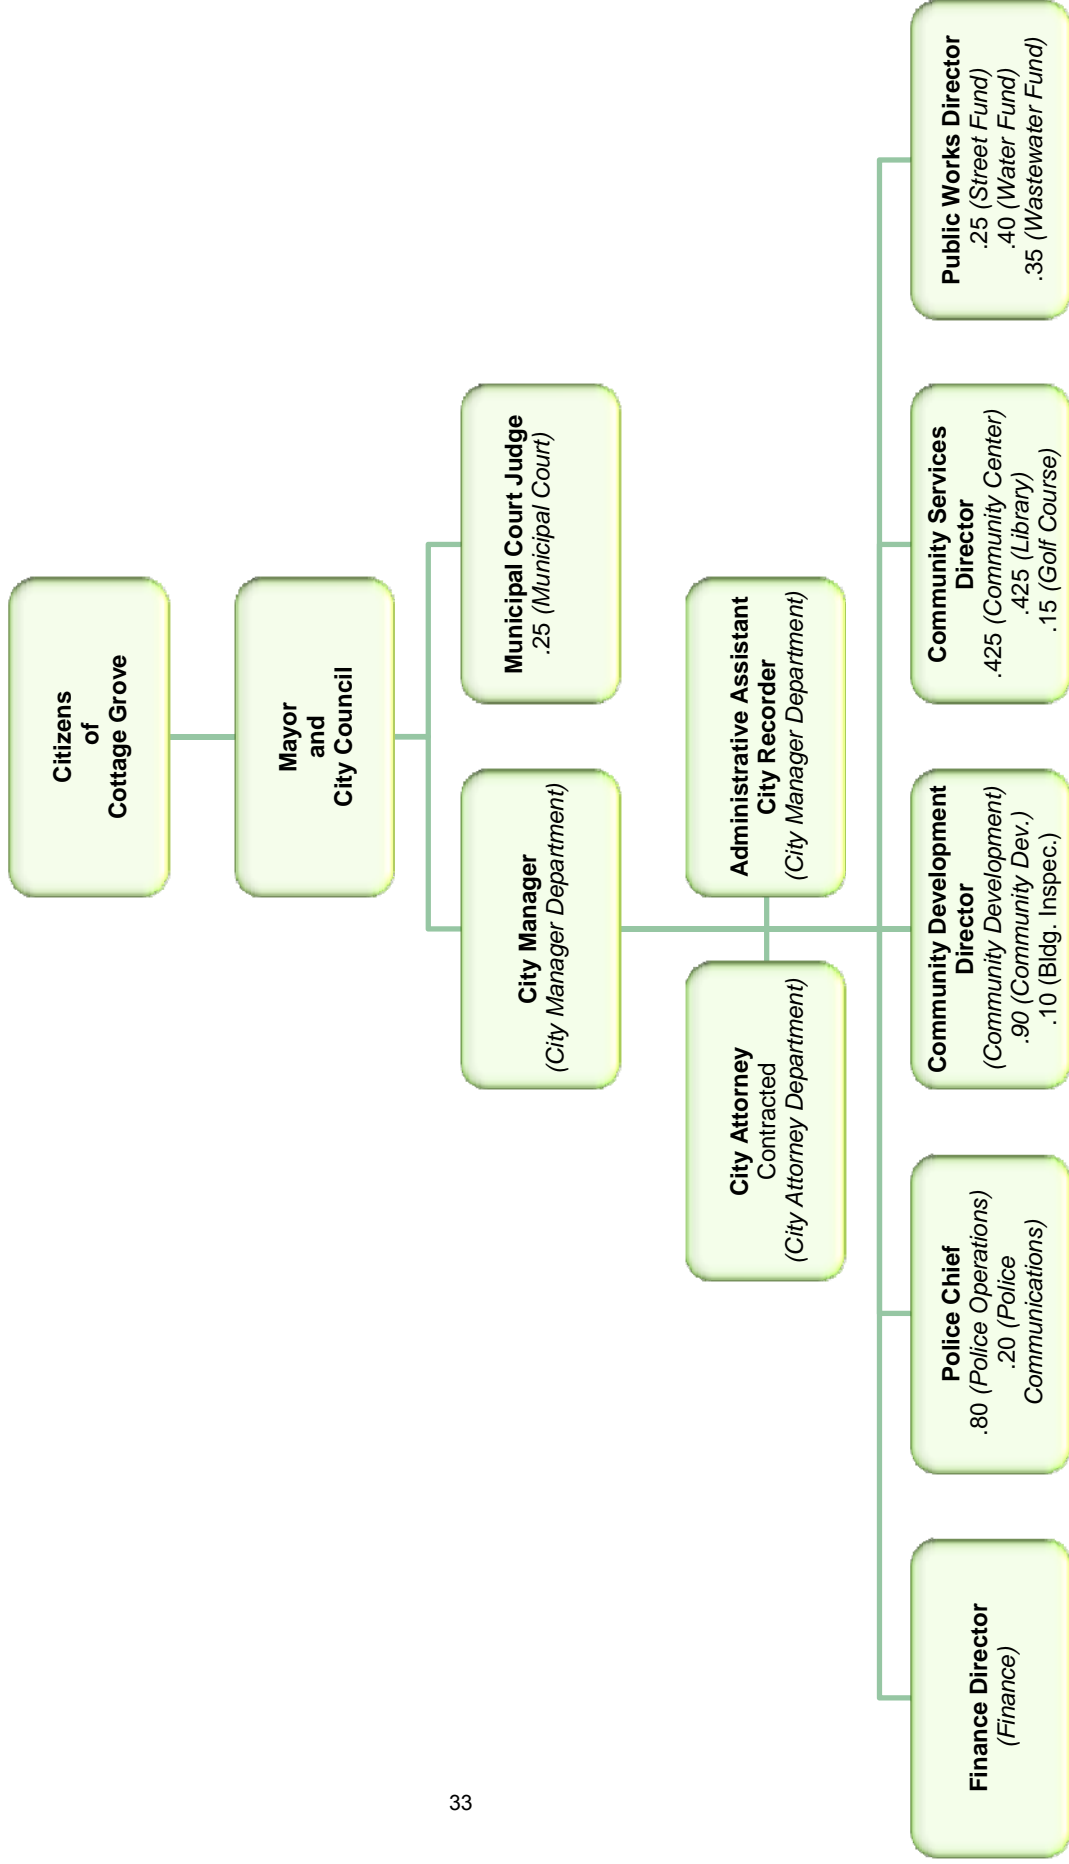 Citizens
of
Cottage Grove
Mayor
and
City Council
City Manager
(City Manager Department)
Municipal Court Judge
.25 (Municipal Court)
City Attorney
Contracted
(City Attorney Department)
Administrative Assistant
City Recorder
(City Manager Department)
Finance Director
(Finance)
Police Chief
.80 (Police Operations)
.20 (Police
Communications)
Community Development
Director
(Community Development)
.90 (Community Dev.)
.10 (Bldg. Inspec.)
Community Services
Director
.425 (Community Center)
.425 (Library)
.15 (Golf Course)
Public Works Director
.25 (Street Fund)
.40 (Water Fund)
.35 (Wastewater Fund)
33